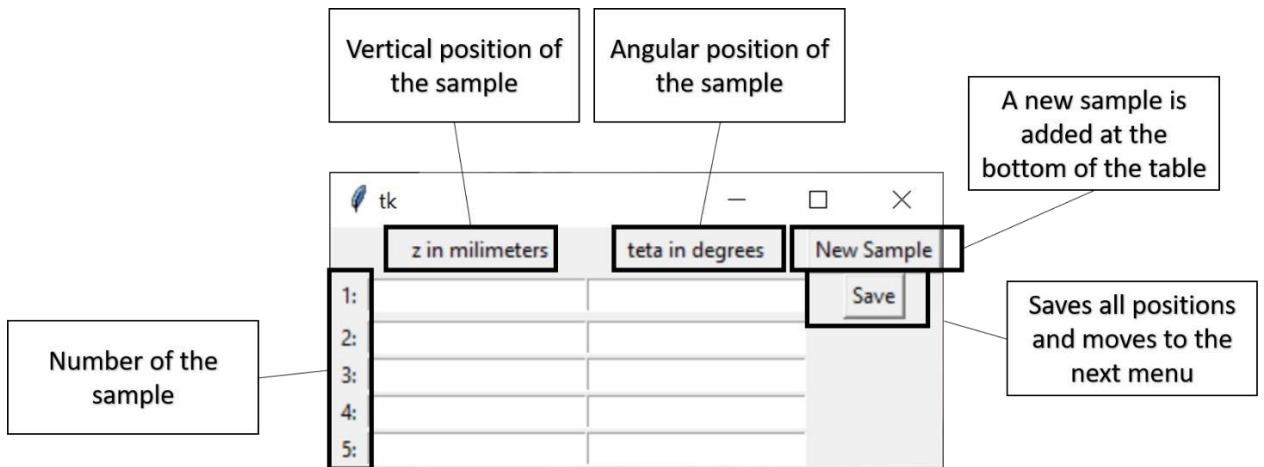 Vertical position of
the sample
Angular position of
the sample
A new sample is
added at the
bottom of the table
tk
z in milimeters
teta in degrees
New Sample
1:
Save
2:
3:
4:
5:
Number of the
sample
Saves all positions
and moves to the
next menu